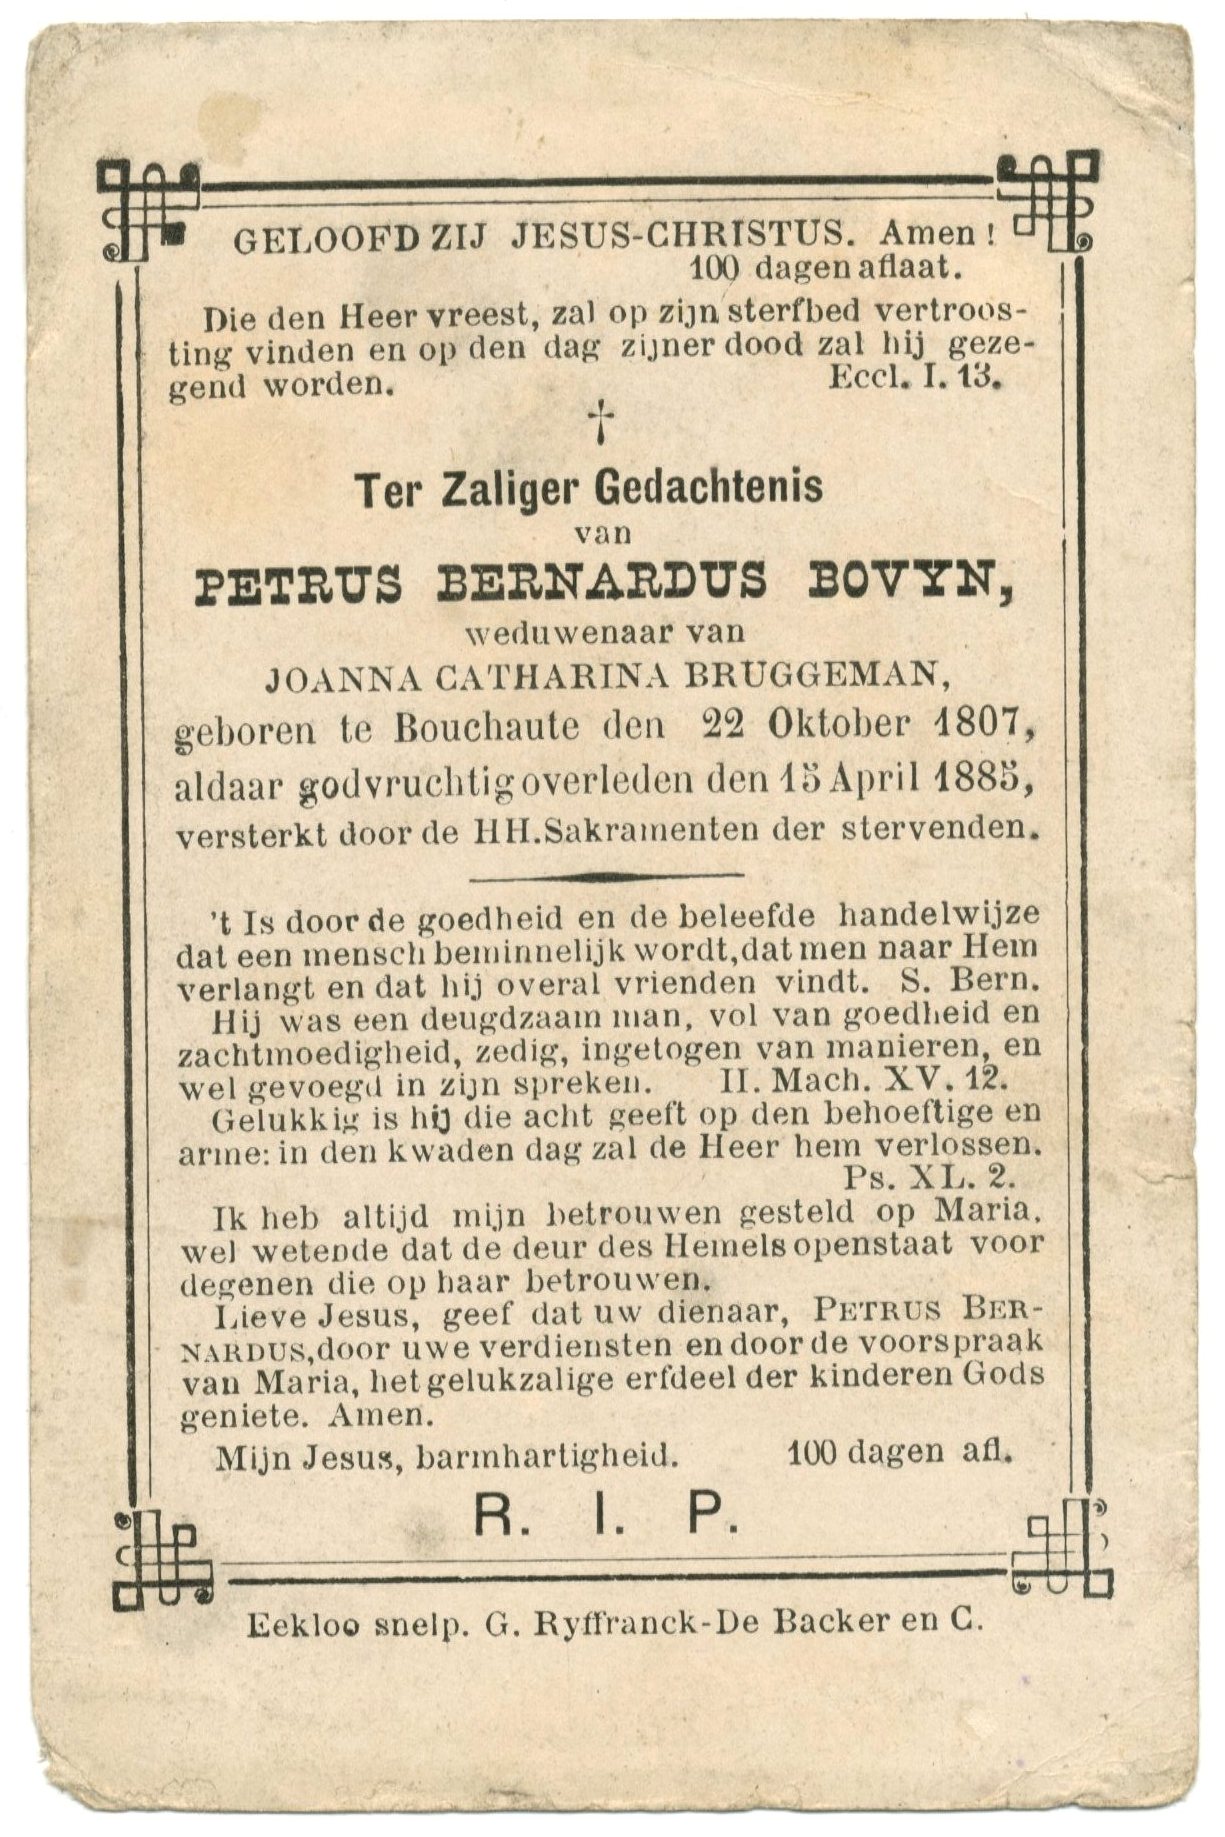 GELOOFD ZIJ JESUS-CHRISTUS. Amen !
100 dagen aflaat.
Die den Heer vreest, zal op zijn sterfbed vertroos-
ting vinden en op den dag zijner dood zal hij geze-
gend worden. Eccl. I. 13.
†
Ter Zaliger Gedachtenis
van
PETRUS BERNARDUS BOVYN,
weduwenaar van
JOANNA CATHARINA BRUGGEMAN,
geboren te Bouchaute den 22 Oktober 1807,
aldaar godvruchtig overleden den 15 April 1885,
versterkt door de HH. Sakramenten der stervenden.
't Is door de goedheid en de beleefde handelwijze
dat een mensch beminnelijk wordt, dat men naar Hem
verlangt en dat hij overal vrienden vindt. S. Bern.
Hij was een deugdzaam man, vol van goedheid en
zachtmoedigheid, zedig, ingetogen van manieren, en
wel gevoegd in zijn spreken. II. Mach. XV. 12.
Gelukkig is hij die acht geeft op den behoeftige en
arme: in den kwaden dag zal de Heer hem verlossen.
Ps. XL. 2.
Ik heb altijd mijn betrouwen gesteld op Maria.
wel wetende dat de deur des Hemels openstaat voor
degenen die op haar betrouwen.
Lieve Jesus, geef dat uw dienaar, PETRUS BER-
NARDUS, door uwe verdiensten en door de voorspraak
van Maria, het gelukzalige erfdeel der kinderen Gods
geniete. Amen.
Mijn Jesus, barmhartigheid. 100 dagen afl.
R. I. P.
Eekloo snelp. G. Ryffranck-De Backer en C.